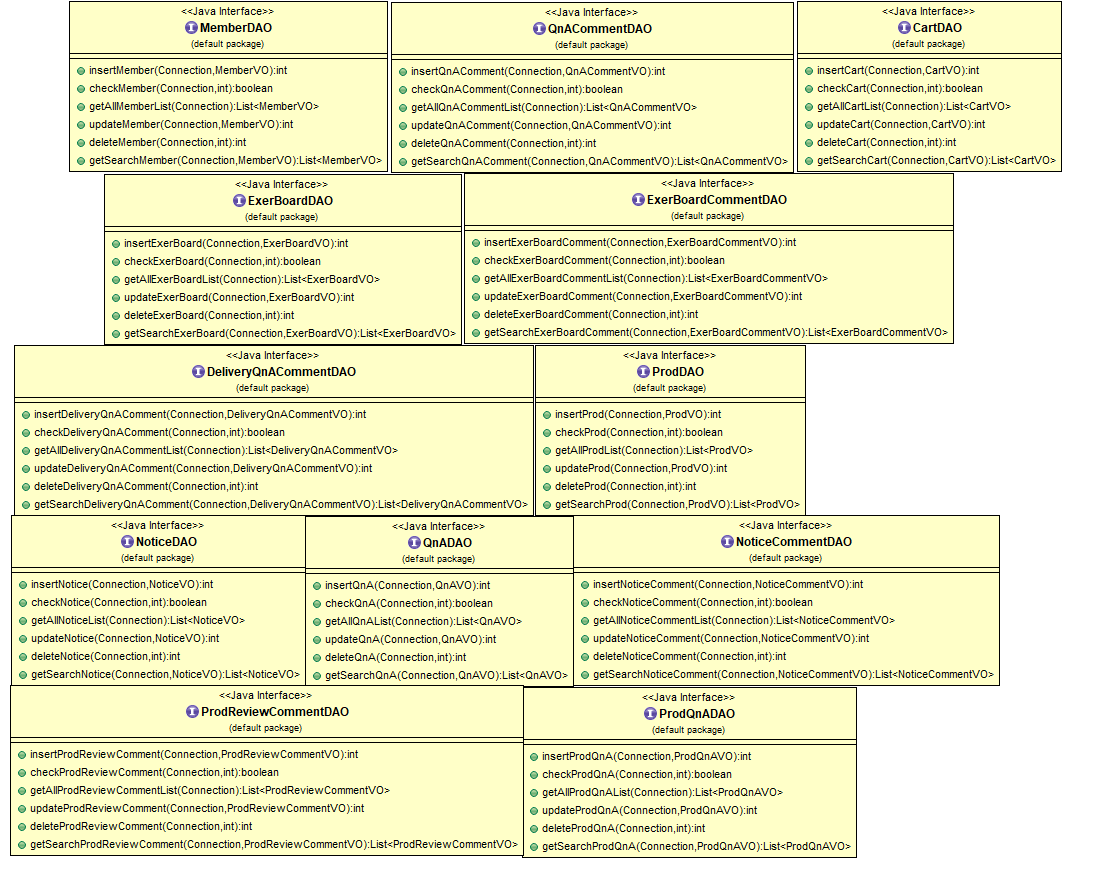 <<Java Interface>>
MemberDAO
(default package)
insertMember(Connection,MemberVO):int
checkMember(Connection,int):boolean
getAllMemberList(Connection):List<MemberVO>
updateMember(Connection,MemberVO):int
deleteMember(Connection,int):int
getSearchMember(Connection,MemberVO):List<MemberVO>
<<Java Interface>>
QnACommentDAO
(default package)
insertQnAComment(Connection,QnACommentVO):int
checkQnAComment(Connection,int):boolean
getAllQnACommentList(Connection):List<QnACommentVO>
updateQnAComment(Connection,QnACommentVO):int
deleteQnAComment(Connection,int):int
getSearchQnAComment(Connection,QnACommentVO):List<QnACommentVO>
<<Java Interface>>
CartDAO
(default package)
insertCart(Connection,CartVO):int
checkCart(Connection,int):boolean
getAllCartList(Connection):List<CartVO>
updateCart(Connection,CartVO):int
deleteCart(Connection,int):int
getSearchCart(Connection,CartVO):List<CartVO>
<<Java Interface>>
ExerBoardDAO
(default package)
insertExerBoard(Connection,ExerBoardVO):int
checkExerBoard(Connection,int):boolean
getAllExerBoardList(Connection):List<ExerBoardVO>
updateExerBoard(Connection,ExerBoardVO):int
deleteExerBoard(Connection,int):int
getSearchExerBoard(Connection,ExerBoardVO):List<ExerBoardVO>
<<Java Interface>>
ExerBoardCommentDAO
(default package)
insertExerBoardComment(Connection,ExerBoardCommentVO):int
checkExerBoardComment(Connection,int):boolean
getAllExerBoardCommentList(Connection):List<ExerBoardCommentVO>
updateExerBoardComment(Connection,ExerBoardCommentVO):int
deleteExerBoardComment(Connection,int):int
getSearchExerBoardComment(Connection,ExerBoardCommentVO):List<ExerBoardCommentVO>
<<Java Interface>>
DeliveryQnACommentDAO
(default package)
insertDeliveryQnAComment(Connection,DeliveryQnACommentVO):int
checkDeliveryQnAComment(Connection,int):boolean
getAllDeliveryQnACommentList(Connection):List<DeliveryQnACommentVO>
updateDeliveryQnAComment(Connection,DeliveryQnACommentVO):int
deleteDeliveryQnAComment(Connection,int):int
getSearchDeliveryQnAComment(Connection,DeliveryQnACommentVO):List<DeliveryQnACommentVO>
<<Java Interface>>
ProdDAO
(default package)
insertProd(Connection,ProdVO):int
checkProd(Connection,int):boolean
getAllProdList(Connection):List<ProdVO>
updateProd(Connection,ProdVO):int
deleteProd(Connection,int):int
getSearchProd(Connection,ProdVO):List<ProdVO>
<<Java Interface>>
NoticeDAO
(default package)
insertNotice(Connection,NoticeVO):int
checkNotice(Connection,int):boolean
getAllNoticeList(Connection):List<NoticeVO>
updateNotice(Connection,NoticeVO):int
deleteNotice(Connection,int):int
getSearchNotice(Connection,NoticeVO):List<NoticeVO>
<<Java Interface>>
QnADAO
(default package)
insertQnA(Connection,QnAVO):int
checkQnA(Connection,int):boolean
getAllQnAList(Connection):List<QnAVO>
updateQnA(Connection,QnAVO):int
deleteQnA(Connection,int):int
getSearchQnA(Connection,QnAVO):List<QnAVO>
<<Java Interface>>
NoticeCommentDAO
(default package)
insertNoticeComment(Connection,NoticeCommentVO):int
checkNoticeComment(Connection,int):boolean
getAllNoticeCommentList(Connection):List<NoticeCommentVO>
updateNoticeComment(Connection,NoticeCommentVO):int
deleteNoticeComment(Connection,int):int
getSearchNoticeComment(Connection,NoticeCommentVO):List<NoticeCommentVO>
<<Java Interface>>
ProdReviewCommentDAO
(default package)
insertProdReviewComment(Connection,ProdReviewCommentVO):int
checkProdReviewComment(Connection,int):boolean
getAllProdReviewCommentList(Connection):List<ProdReviewCommentVO>
updateProdReviewComment(Connection,ProdReviewCommentVO):int
deleteProdReviewComment(Connection,int):int
getSearchProdReviewComment(Connection,ProdReviewCommentVO):List<ProdReviewCommentVO>
<<Java Interface>>
ProdQnADAO
(default package)
insertProdQnA(Connection,ProdQnAVO):int
checkProdQnA(Connection,int):boolean
getAllProdQnAList(Connection):List<ProdQnAVO>
updateProdQnA(Connection,ProdQnAVO):int
deleteProdQnA(Connection,int):int
getSearchProdQnA(Connection,ProdQnAVO):List<ProdQnAVO>